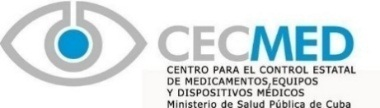 CECMED
CENTRO PARA EL CONTROL ESTATAL
DE MEDICAMENTOS,EQUIPOS
Y DISPOSITIVOS MÉDICOS
Ministerio de Salud Pública de Cuba